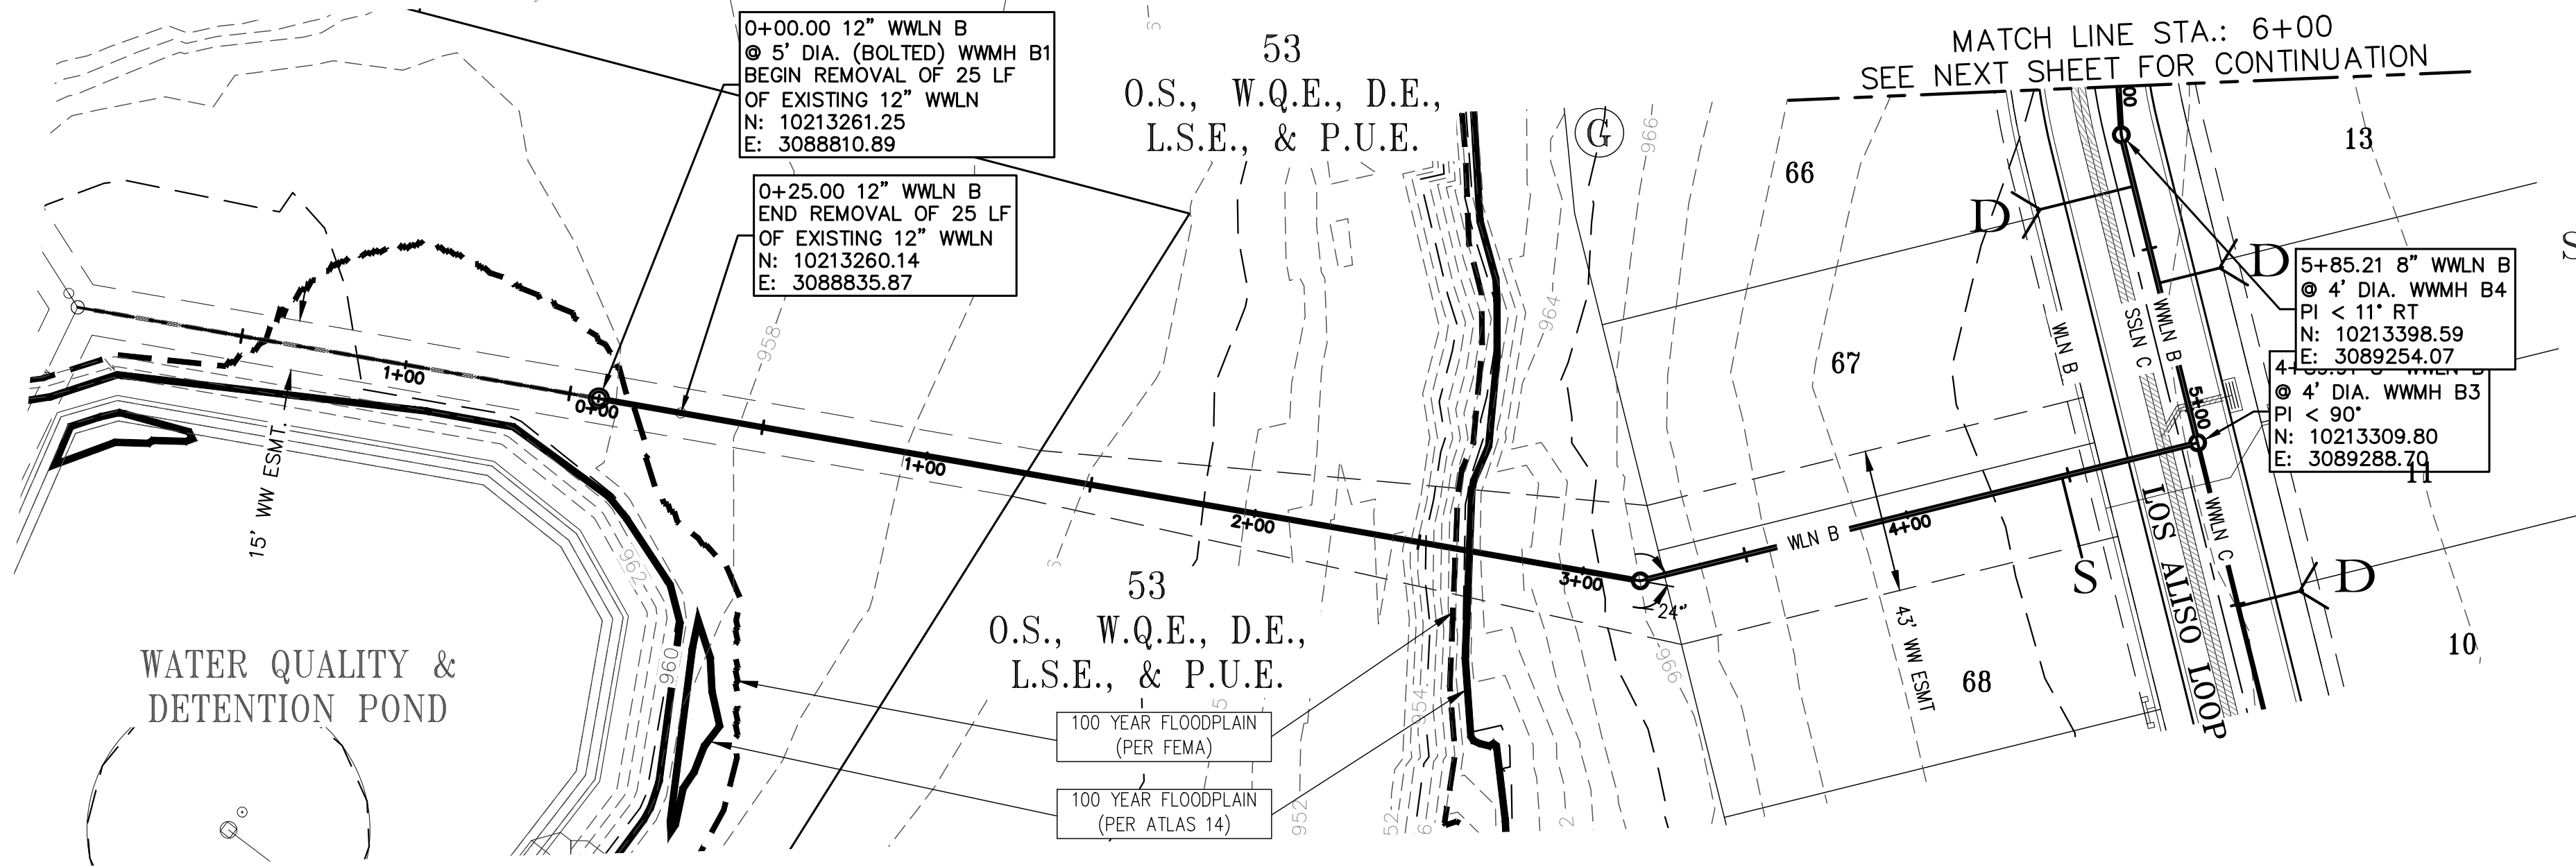 0+00.00 12" WWLN B
@ 5' DIA. (BOLTED) WWMH B1
BEGIN REMOVAL OF 25 LF
OF EXISTING 12" WWLN
N: 10213261.25
E: 3088810.89
0+25.00 12" WWLN B
END REMOVAL OF 25 LF
OF EXISTING 12" WWLN
N: 10213260.14
E: 3088835.87
53
O.S., W.Q.E., D.E.,
L.S.E., & P.U.E.
G
966
MATCH LINE STA.: 6+00
SEE NEXT SHEET FOR CONTINUATION
00
66
13
D
D
5+85.21 8" WWLN B
@ 4' DIA. WWMH B4
PI < 11° RT
N: 10213398.59
E: 3089254.07
@ 4' DIA. WWMH B3
PI < 90°
N: 10213309.80
E: 3089288.70
11
S
958
964
67
WLN B
SSLN C
WWLN B
5+00
1+00
0+00
1+00
2+00
3+00
4+00
WLN B
24°
15' WW ESMT.
43' WW ESMT
WWLN C
LOS ALISO LOOP
S
D
10
68
962
960
966
53
O.S., W.Q.E., D.E.,
L.S.E., & P.U.E.
WATER QUALITY &
DETENTION POND
100 YEAR FLOODPLAIN
(PER FEMA)
100 YEAR FLOODPLAIN
(PER ATLAS 14)
954
952
52
6
2